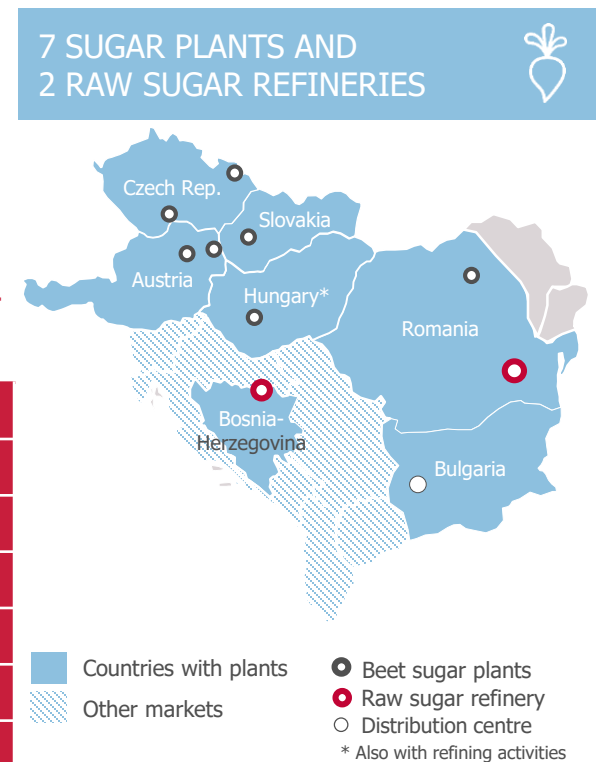 7 SUGAR PLANTS AND
2 RAW SUGAR REFINERIES
Czech Rep.
Slovakia
Austria
Hungary*
Romania
Bosnia-
Herzegovina
Bulgaria
Countries with plants
Other markets
Beet sugar plants
Raw sugar refinery
Distribution centre
* Also with refining activities